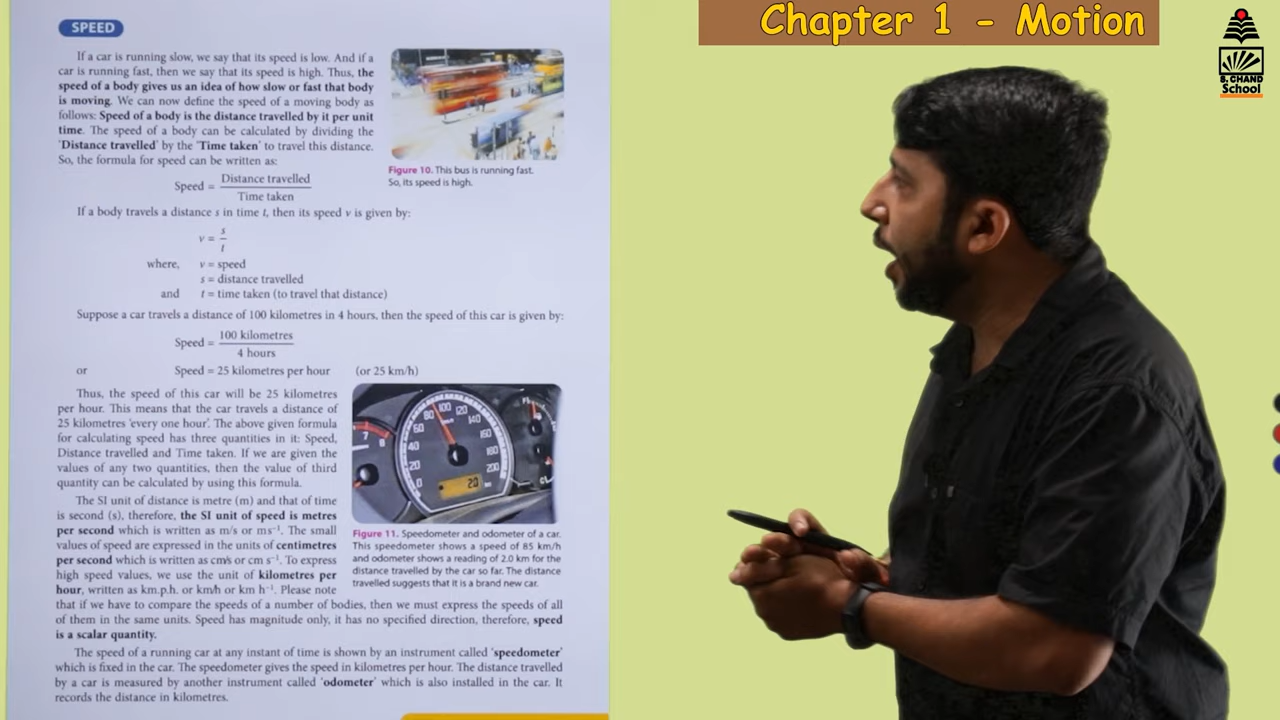 Chapter 1 - Motion
S. CHAND
School
SPEED
If a car is running slow, we say that its speed is low. And if a
car is running fast, then we say that its speed is high. Thus, the
speed of a body gives us an idea of how slow or fast that body
is moving. We can now define the speed of a moving body as
follows: Speed of a body is the distance travelled by it per unit
time. The speed of a body can be calculated by dividing the
'Distance travelled' by the 'Time taken' to travel this distance.
So, the formula for speed can be written as:
Figure 10. This bus is running fast.
So, its speed is high.
Speed = Distance travelled
Time taken
If a body travels a distance s in time t, then its speed v is given by:
v = s
t
where, v = speed
s = distance travelled
and t = time taken (to travel that distance)
Suppose a car travels a distance of 100 kilometres in 4 hours, then the speed of this car is given by:
Speed = 100 kilometres
4 hours
or Speed = 25 kilometres per hour (or 25 km/h)
Thus, the speed of this car will be 25 kilometres
per hour. This means that the car travels a distance of
25 kilometres 'every one hour'. The above given formula
for calculating speed has three quantities in it: Speed,
Distance travelled and Time taken. If we are given the
values of any two quantities, then the value of third
quantity can be calculated by using this formula.
The SI unit of distance is metre (m) and that of time
is second (s), therefore, the SI unit of speed is metres
per second which is written as m/s or ms⁻¹. The small
values of speed are expressed in the units of centimetres
per second which is written as cm/s or cm s⁻¹. To express
high speed values, we use the unit of kilometres per
hour, written as km.p.h. or km/h or km h⁻¹. Please note
that if we have to compare the speeds of a number of bodies, then we must express the speeds of all
of them in the same units. Speed has magnitude only, it has no specified direction, therefore, speed
is a scalar quantity.
7
8
0
20
40
60
80
100
120
140
160
180
200
km/h
2.0
km
Figure 11. Speedometer and odometer of a car.
This speedometer shows a speed of 85 km/h
and odometer shows a reading of 2.0 km for the
distance travelled by the car so far. The distance
travelled suggests that it is a brand new car.
The speed of a running car at any instant of time is shown by an instrument called 'speedometer'
which is fixed in the car. The speedometer gives the speed in kilometres per hour. The distance travelled
by a car is measured by another instrument called 'odometer' which is also installed in the car. It
records the distance in kilometres.